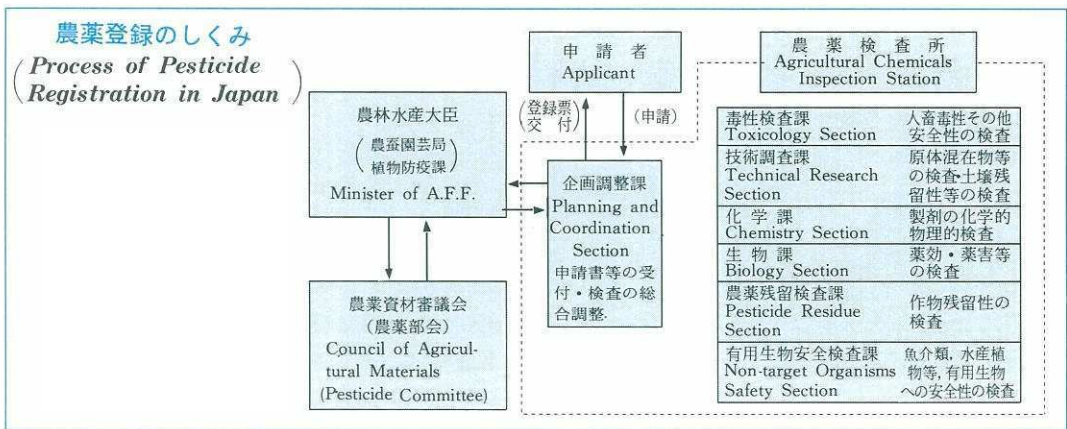 農薬登録のしくみ
(Process of Pesticide
Registration in Japan)
農林水産大臣
(農蚕園芸局
植物防疫課)
Minister of A.F.F.
農業資材審議会
(農薬部会)
Council of Agricul-
tural Materials
(Pesticide Committee)
申請者
Applicant
(登録票
交付)
(申請)
企画調整課
Planning and
Coordination
Section
申請書等の受
付・検査の総
合調整.
農薬検査所
Agricultural Chemicals
Inspection Station
毒性検査課 人畜毒性その他
Toxicology Section 安全性の検査
技術調査課 原体混在物等
Technical Research の検査・土壌残
Section 留性等の検査
化学課 製剤の化学的
Chemistry Section 物理的検査
生物課 薬効・薬害等
Biology Section の検査
農薬残留検査課
Pesticide Residue 作物残留性の
Section 検査
有用生物安全検査課 魚介類, 水産植
Non-target Organisms 物等, 有用生物
Safety Section への安全性の検査